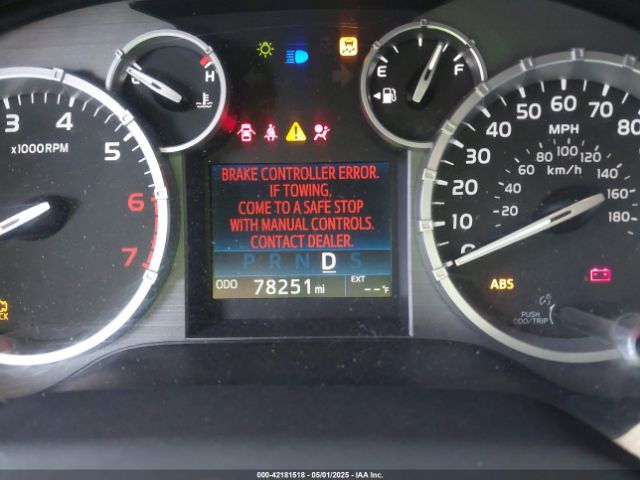 H
C
E
F
3
4
5
6
7
x1000RPM
BRAKE CONTROLLER ERROR.
IF TOWING,
COME TO A SAFE STOP
WITH MANUAL CONTROLS.
CONTACT DEALER.
P R N D S
ODO 78251 mi
EXT --°F
80
70
60
50
40
30
20
10
0
MPH
km/h
20
40
60
80
100
120
140
160
180
ABS
PUSH
ODO/TRIP
000-42181518 - 05/01/2025 - IAA Inc.